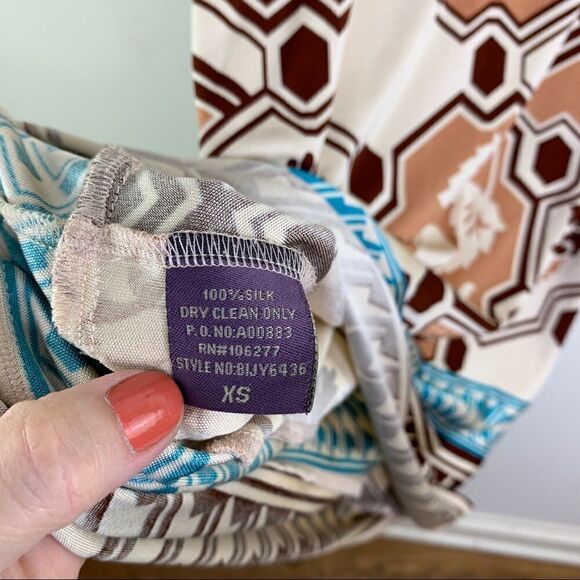 100% SILK
DRY CLEAN ONLY
P.O.NO:A00883
RN#106277
STYLE NO:BIJY6436
XS